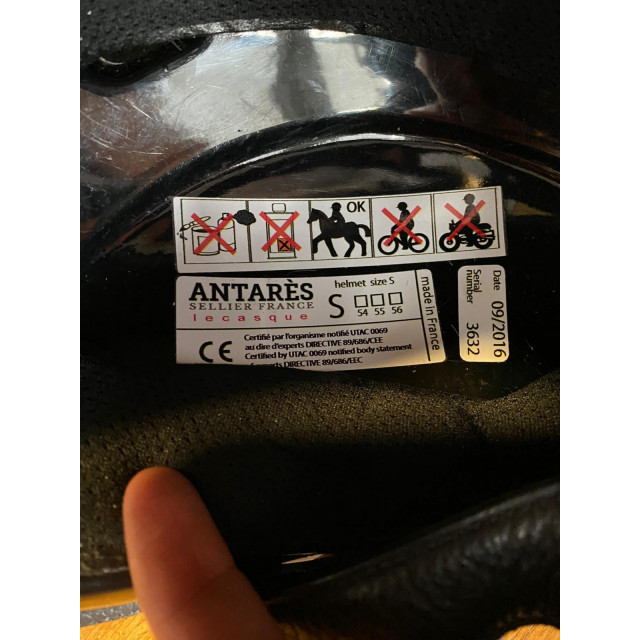 OK
ANTARÈS
SELLIER FRANCE
lecasque
helmet size S
S
54 55 56
made in France
Certifié par l'organisme notifié UTAC 0069
au dire d'experts DIRECTIVE 89/686/CEE
Certified by UTAC 0069 notified body statement
of experts DIRECTIVE 89/686/EEC
CE
Date 09/2016
Serial number 3632